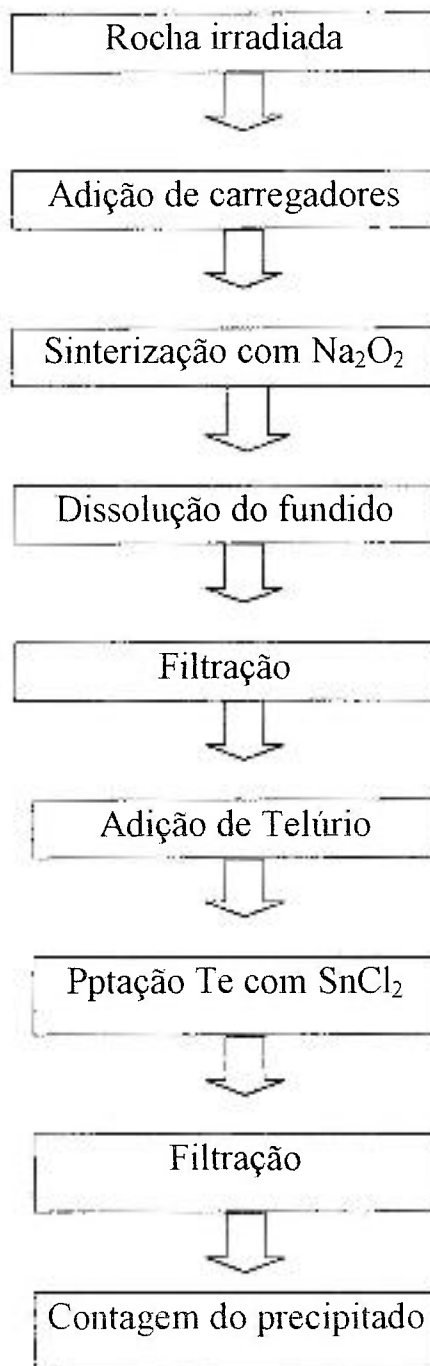 Rocha irradiada
Adição de carregadores
Sinterização com Na₂O₂
Dissolução do fundido
Filtração
Adição de Telúrio
Pptação Te com SnCl₂
Filtração
Contagem do precipitado